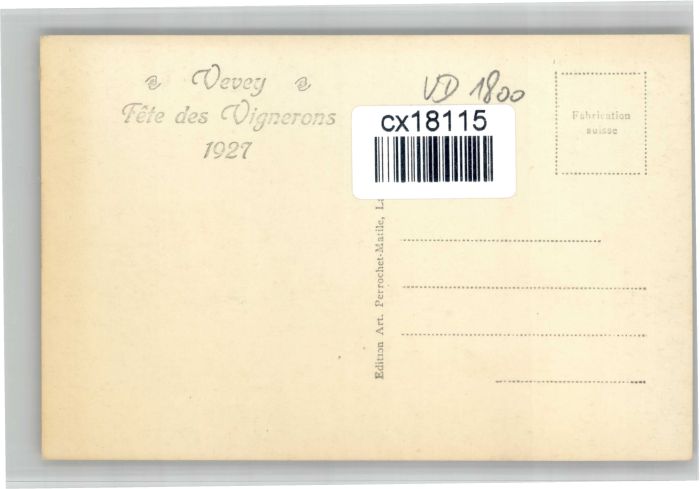 Vevey
Fête des Vignerons
1927
VD 1800
cx18115
Fabrication
suisse
Edition Art. Perrochet-Matile,